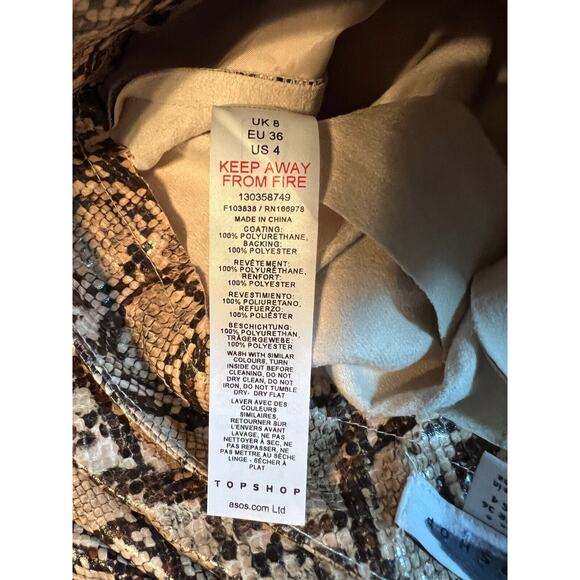 UK 8
EU 36
US 4
KEEP AWAY
FROM FIRE
130358749
F103838 / RN166978
MADE IN CHINA
COATING:
100% POLYURETHANE,
BACKING:
100% POLYESTER
REVÊTEMENT:
100% POLYURÉTHANE,
RENFORT:
100% POLYESTER
REVESTIMIENTO:
100% POLIURETANO,
REFUERZO:
100% POLIÉSTER
BESCHICHTUNG:
100% POLYURETHAN,
TRÄGERGEWEBE:
100% POLYESTER
WASH WITH SIMILAR
COLOURS, TURN
INSIDE OUT BEFORE
CLEANING, DO NOT
DRY CLEAN, DO NOT
IRON, DO NOT TUMBLE
DRY- DRY FLAT
LAVER AVEC DES
COULEURS
SIMILAIRES,
RETOURNER SUR
L'ENVERS AVANT
LAVAGE, NE PAS
NETTOYER À SEC, NE
PAS REPASSER, NE
PAS METTRE AU SÈCHE
LINGE - SÉCHER À
PLAT
TOPSHOP
asos.com Ltd